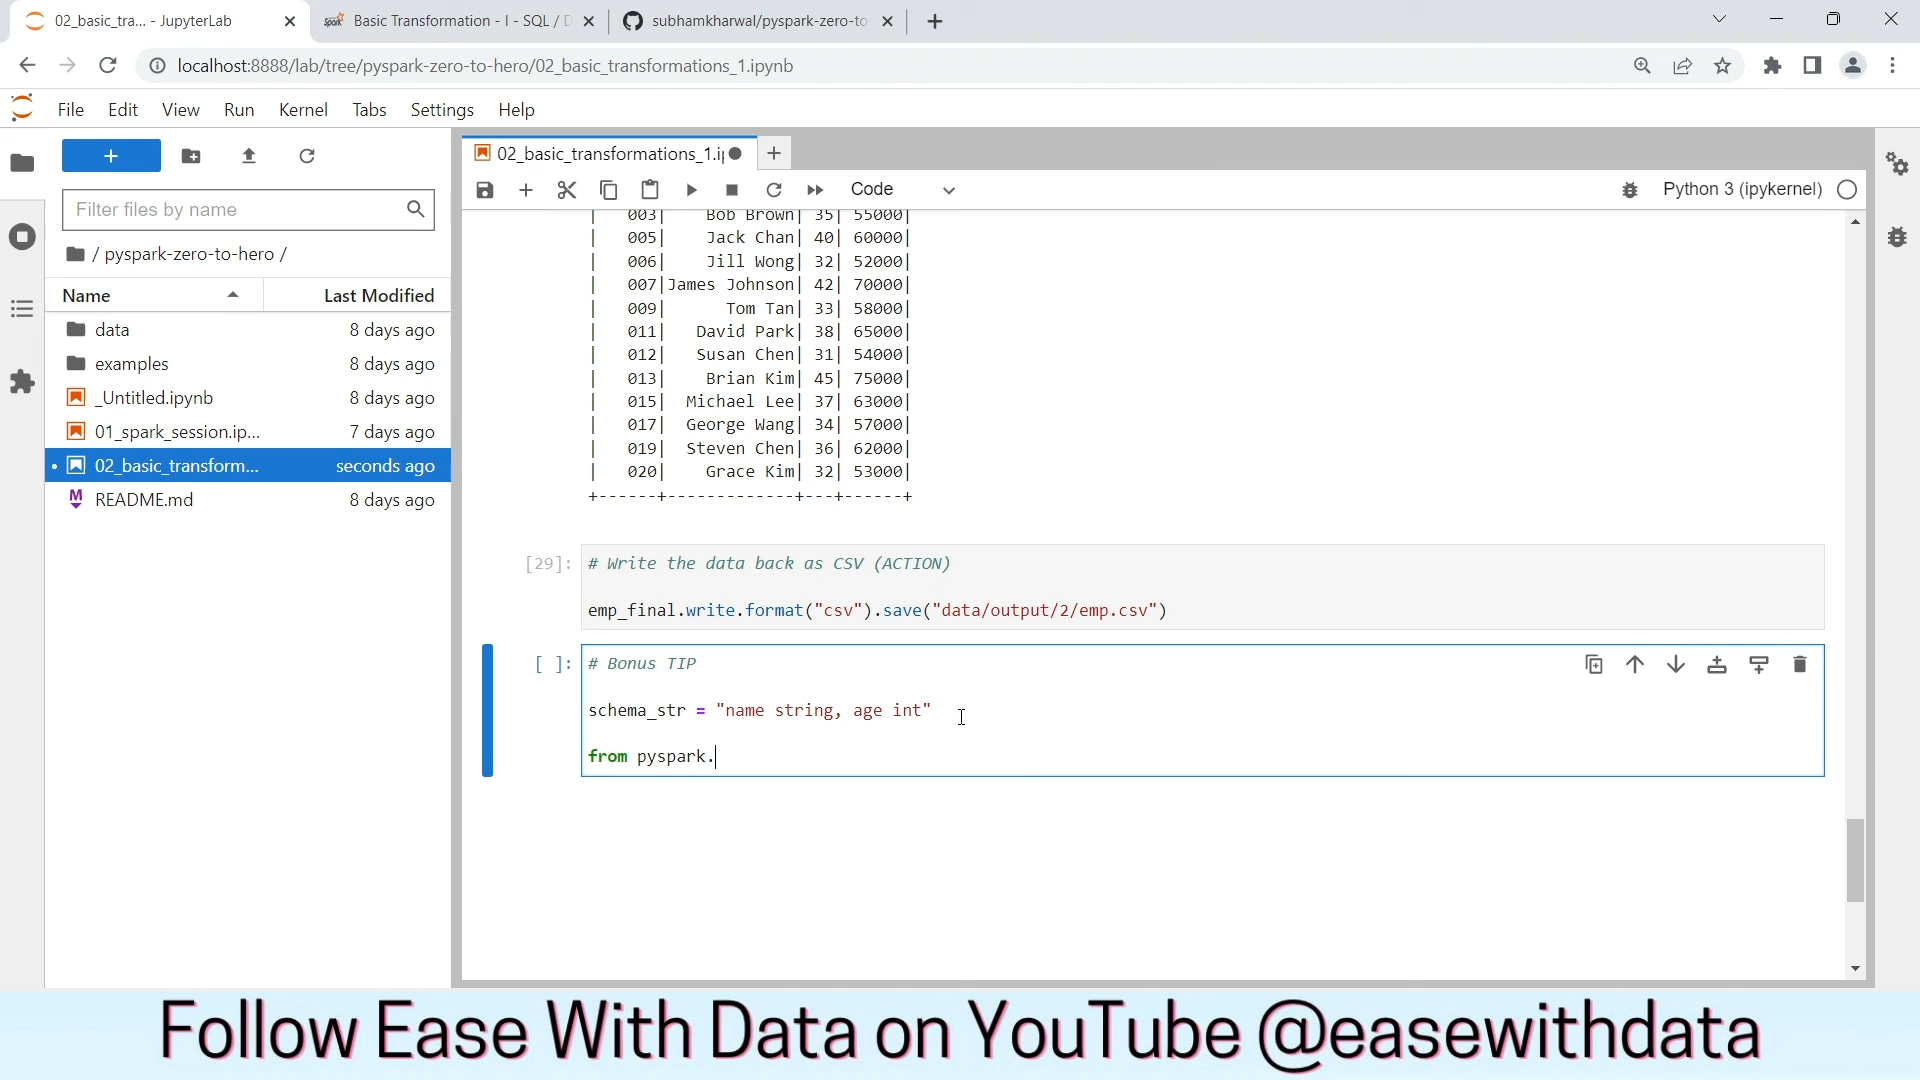 02_basic_tra... - JupyterLab
Basic Transformation - I - SQL / D
subhamkharwal/pyspark-zero-to-
localhost:8888/lab/tree/pyspark-zero-to-hero/02_basic_transformations_1.ipynb
File Edit View Run Kernel Tabs Settings Help
+
02_basic_transformations_1.ij
Filter files by name
Code
Python 3 (ipykernel)
/ pyspark-zero-to-hero /
Name Last Modified
data 8 days ago
examples 8 days ago
_Untitled.ipynb 8 days ago
01_spark_session.ip... 7 days ago
02_basic_transform... seconds ago
README.md 8 days ago
| 003| Bob Brown| 35| 55000|
| 005| Jack Chan| 40| 60000|
| 006| Jill Wong| 32| 52000|
| 007|James Johnson| 42| 70000|
| 009| Tom Tan| 33| 58000|
| 011| David Park| 38| 65000|
| 012| Susan Chen| 31| 54000|
| 013| Brian Kim| 45| 75000|
| 015| Michael Lee| 37| 63000|
| 017| George Wang| 34| 57000|
| 019| Steven Chen| 36| 62000|
| 020| Grace Kim| 32| 53000|
+------+-------------+---+------+
[29]: # Write the data back as CSV (ACTION)
emp_final.write.format("csv").save("data/output/2/emp.csv")
[ ]: # Bonus TIP
schema_str = "name string, age int"
from pyspark.
Follow Ease With Data on YouTube @easewithdata